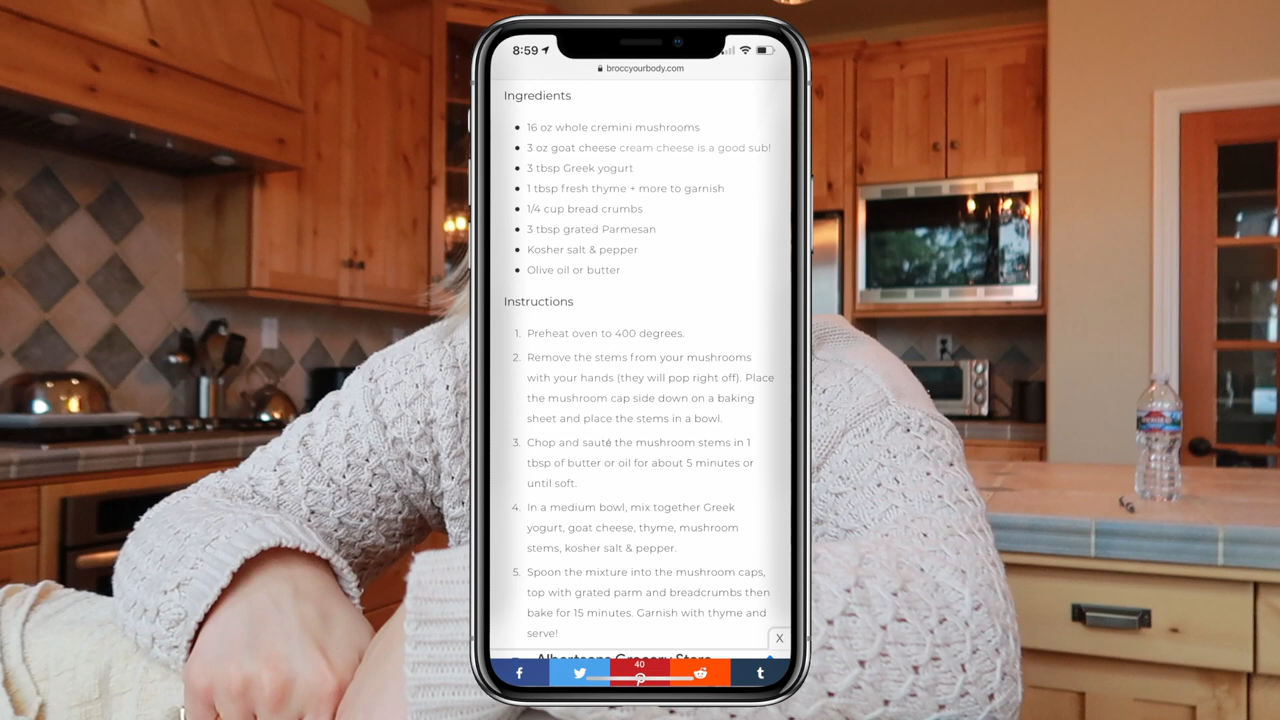 8:59
broccyourbody.com
Ingredients
16 oz whole cremini mushrooms
3 oz goat cheese cream cheese is a good sub!
3 tbsp Greek yogurt
1 tbsp fresh thyme + more to garnish
1/4 cup bread crumbs
3 tbsp grated Parmesan
Kosher salt & pepper
Olive oil or butter
Instructions
1. Preheat oven to 400 degrees.
2. Remove the stems from your mushrooms
with your hands (they will pop right off). Place
the mushroom cap side down on a baking
sheet and place the stems in a bowl.
3. Chop and sauté the mushroom stems in 1
tbsp of butter or oil for about 5 minutes or
until soft.
4. In a medium bowl, mix together Greek
yogurt, goat cheese, thyme, mushroom
stems, kosher salt & pepper.
5. Spoon the mixture into the mushroom caps,
top with grated parm and breadcrumbs then
bake for 15 minutes. Garnish with thyme and
serve!
X
Albertsons Grocery Store
40